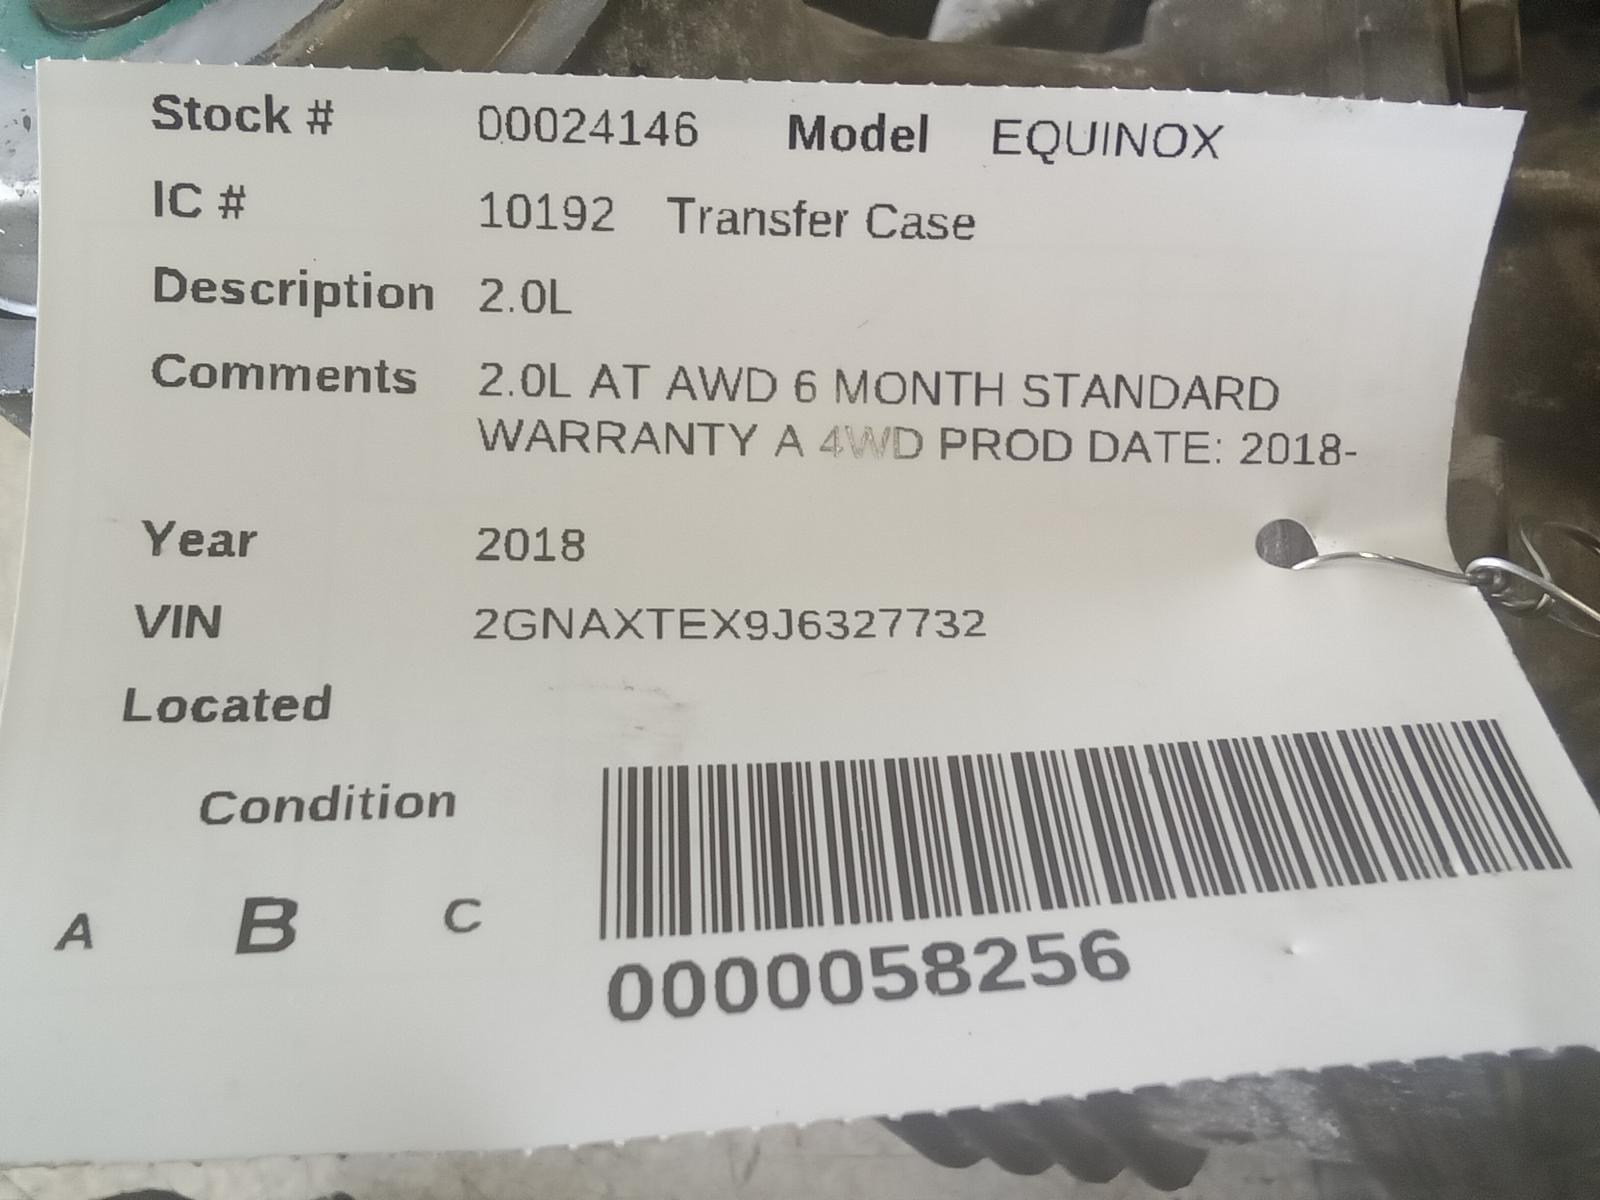 Stock # 00024146 Model EQUINOX
IC # 10192 Transfer Case
Description 2.0L
Comments 2.0L AT AWD 6 MONTH STANDARD
WARRANTY A 4WD PROD DATE: 2018-
Year 2018
VIN 2GNAXTEX9J6327732
Located
Condition
A B C
0000058256